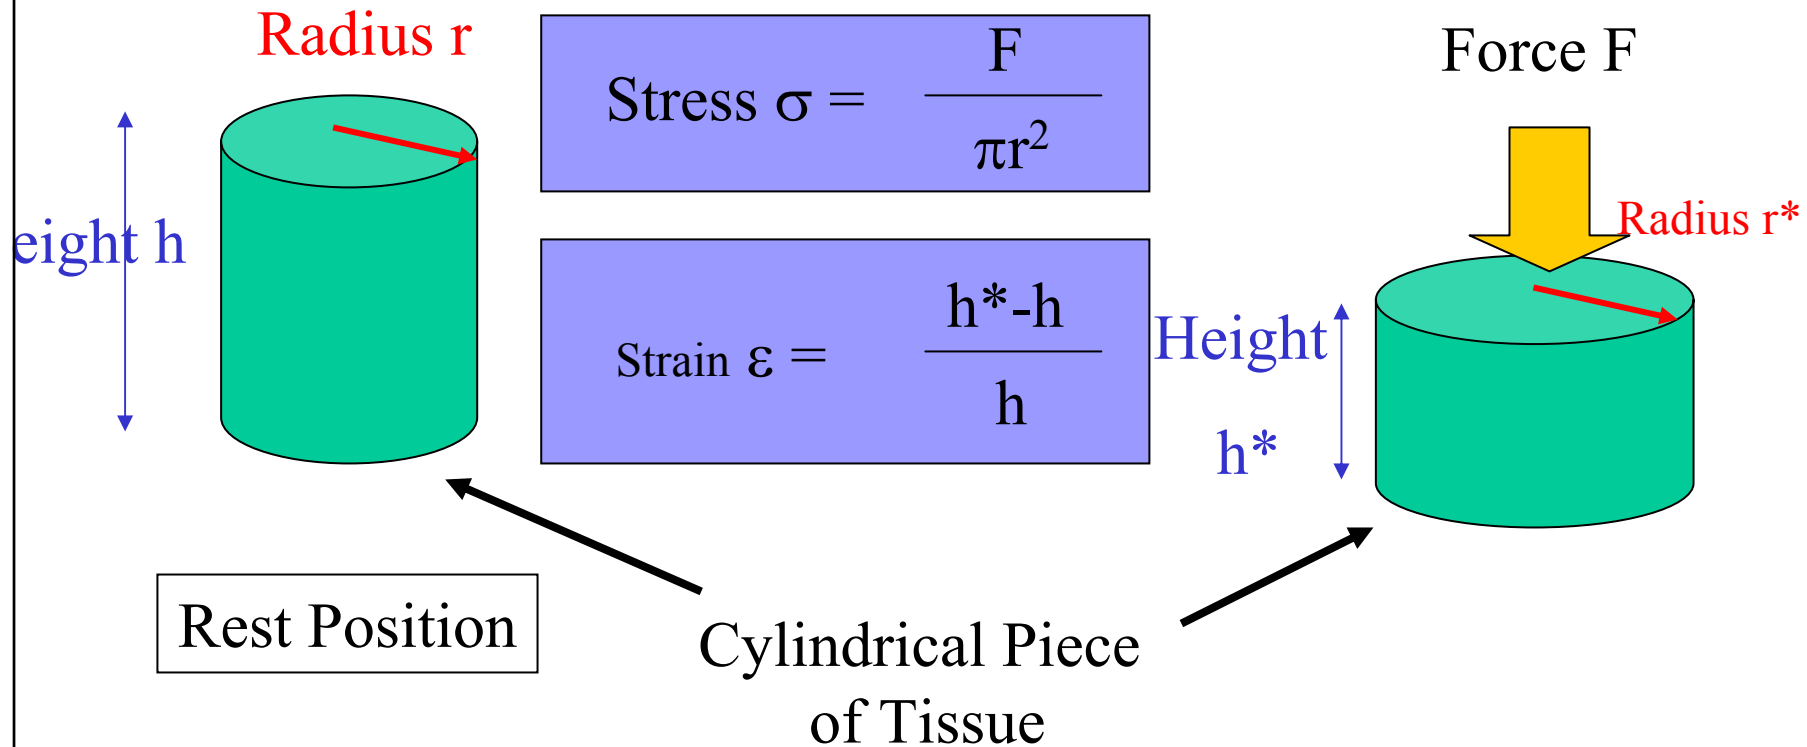 Radius r
Stress σ = F / πr²
Force F
eight h
Radius r*
Strain ε = h*-h / h
Height
h*
Rest Position
Cylindrical Piece
of Tissue